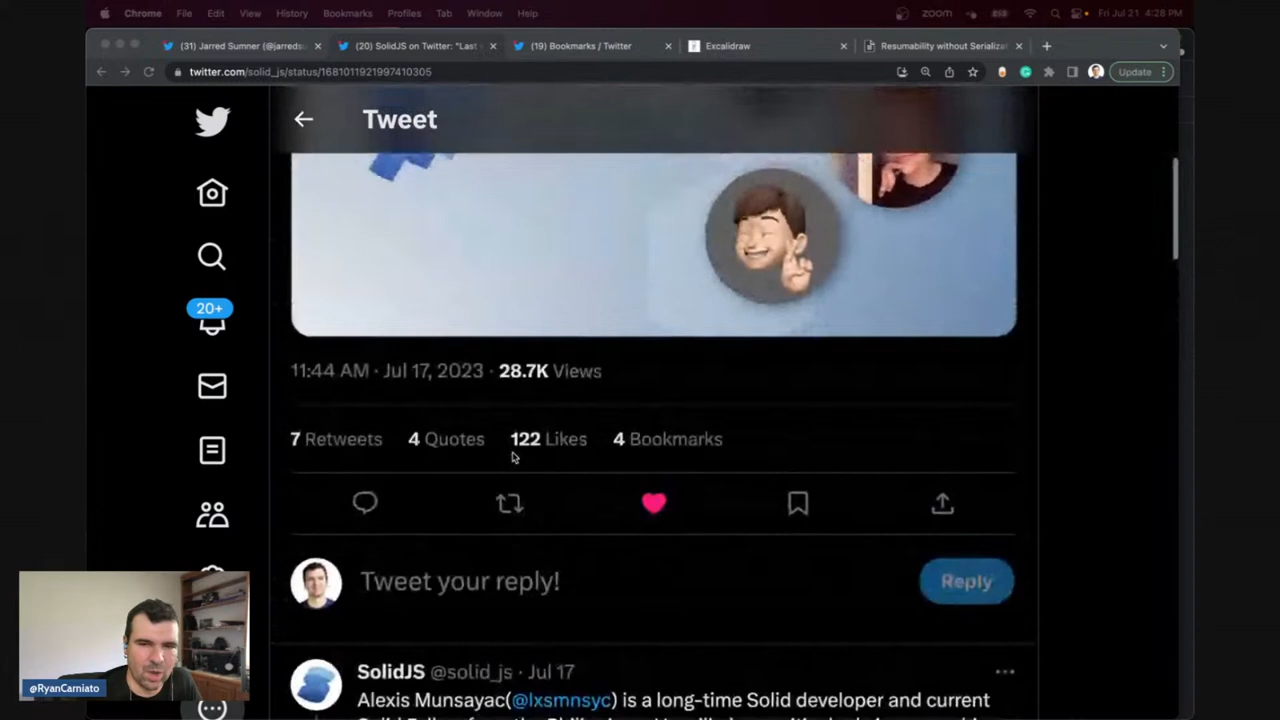 Chrome File Edit View History Bookmarks Profiles Tab Window Help zoom Fri Jul 21 4:28 PM
(31) Jarred Sumner (@jarreds (20) SolidJS on Twitter: "Last (19) Bookmarks / Twitter Excalidraw Resumability without Serializat
twitter.com/solid_js/status/1681011921997410305 Update
Tweet
20+
11:44 AM · Jul 17, 2023 · 28.7K Views
7 Retweets 4 Quotes 122 Likes 4 Bookmarks
Tweet your reply! Reply
SolidJS @solid_js · Jul 17
Alexis Munsayac(@lxsmnsyc) is a long-time Solid developer and current
@RyanCarniato